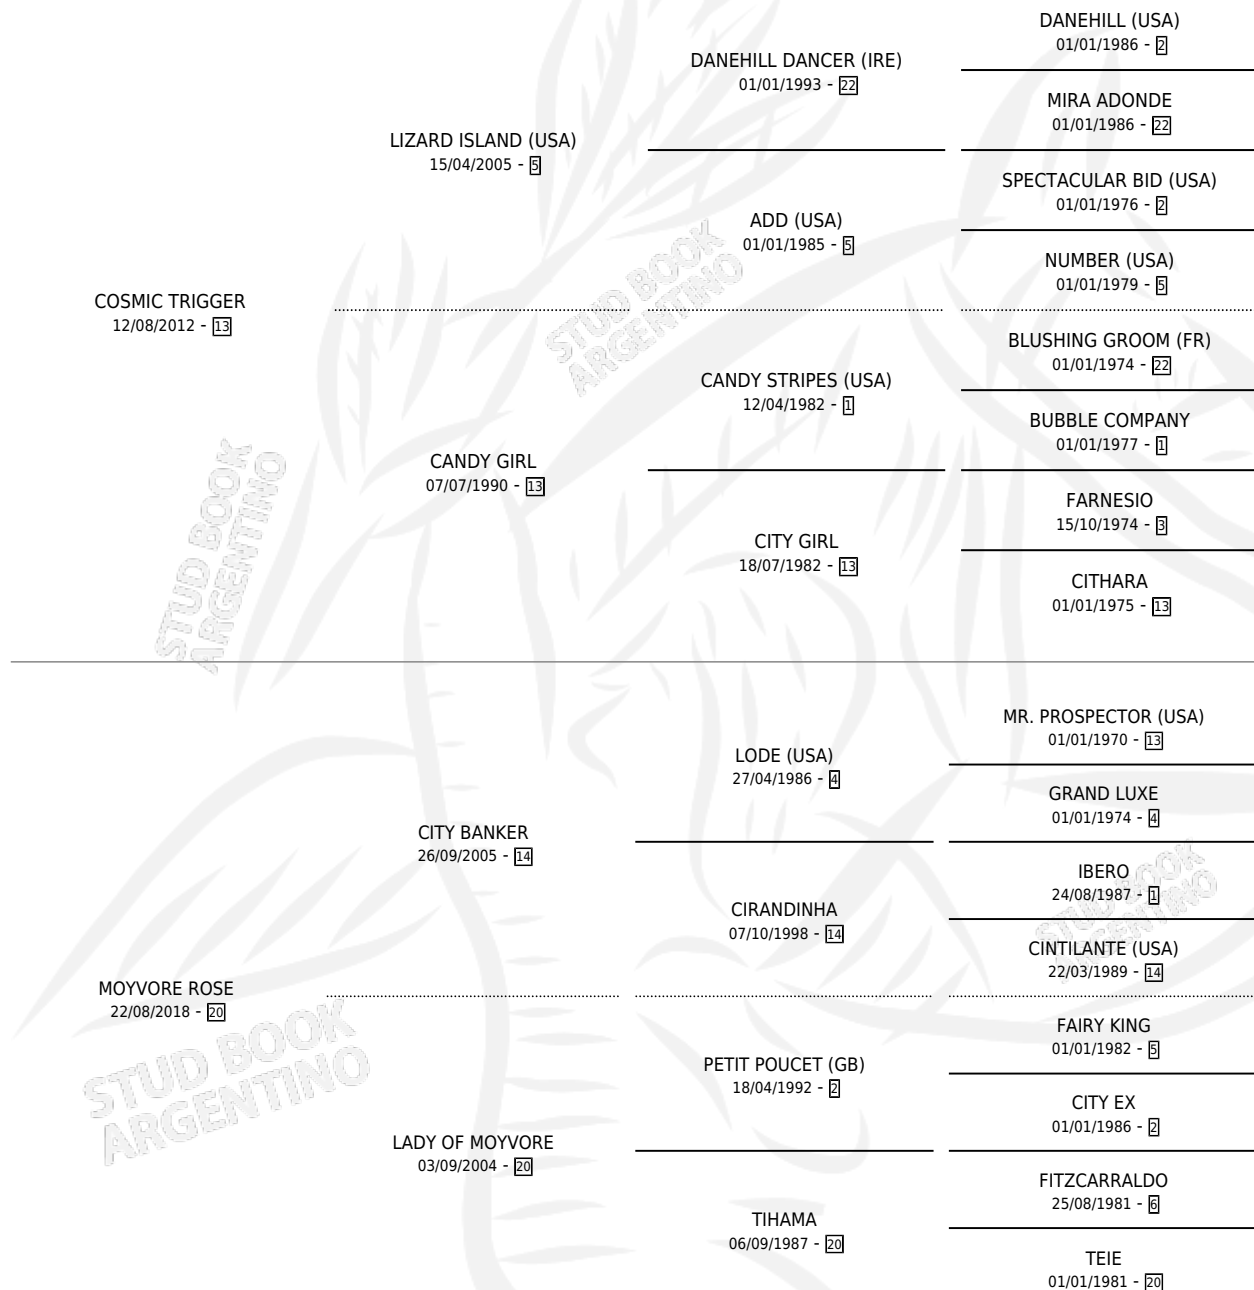 DANEHILL (USA)
01/01/1986 - 2
DANEHILL DANCER (IRE)
01/01/1993 - 22
MIRA ADONDE
01/01/1986 - 22
LIZARD ISLAND (USA)
15/04/2005 - 5
SPECTACULAR BID (USA)
01/01/1976 - 2
ADD (USA)
01/01/1985 - 5
NUMBER (USA)
01/01/1979 - 5
COSMIC TRIGGER
12/08/2012 - 13
BLUSHING GROOM (FR)
01/01/1974 - 22
CANDY STRIPES (USA)
12/04/1982 - 1
BUBBLE COMPANY
01/01/1977 - 1
CANDY GIRL
07/07/1990 - 13
FARNESIO
15/10/1974 - 3
CITY GIRL
18/07/1982 - 13
CITHARA
01/01/1975 - 13
MR. PROSPECTOR (USA)
01/01/1970 - 13
LODE (USA)
27/04/1986 - 4
GRAND LUXE
01/01/1974 - 4
CITY BANKER
26/09/2005 - 14
IBERO
24/08/1987 - 1
CIRANDINHA
07/10/1998 - 14
CINTILANTE (USA)
22/03/1989 - 14
MOYVORE ROSE
22/08/2018 - 20
FAIRY KING
01/01/1982 - 5
PETIT POUCET (GB)
18/04/1992 - 2
CITY EX
01/01/1986 - 2
LADY OF MOYVORE
03/09/2004 - 20
FITZCARRALDO
25/08/1981 - 6
TIHAMA
06/09/1987 - 20
TEIE
01/01/1981 - 20
STUD BOOK
ARGENTINO
STUD BOOK
ARGENTINO
STUD BOOK
ARGENTINO
STUD BOOK
ARGENTINO